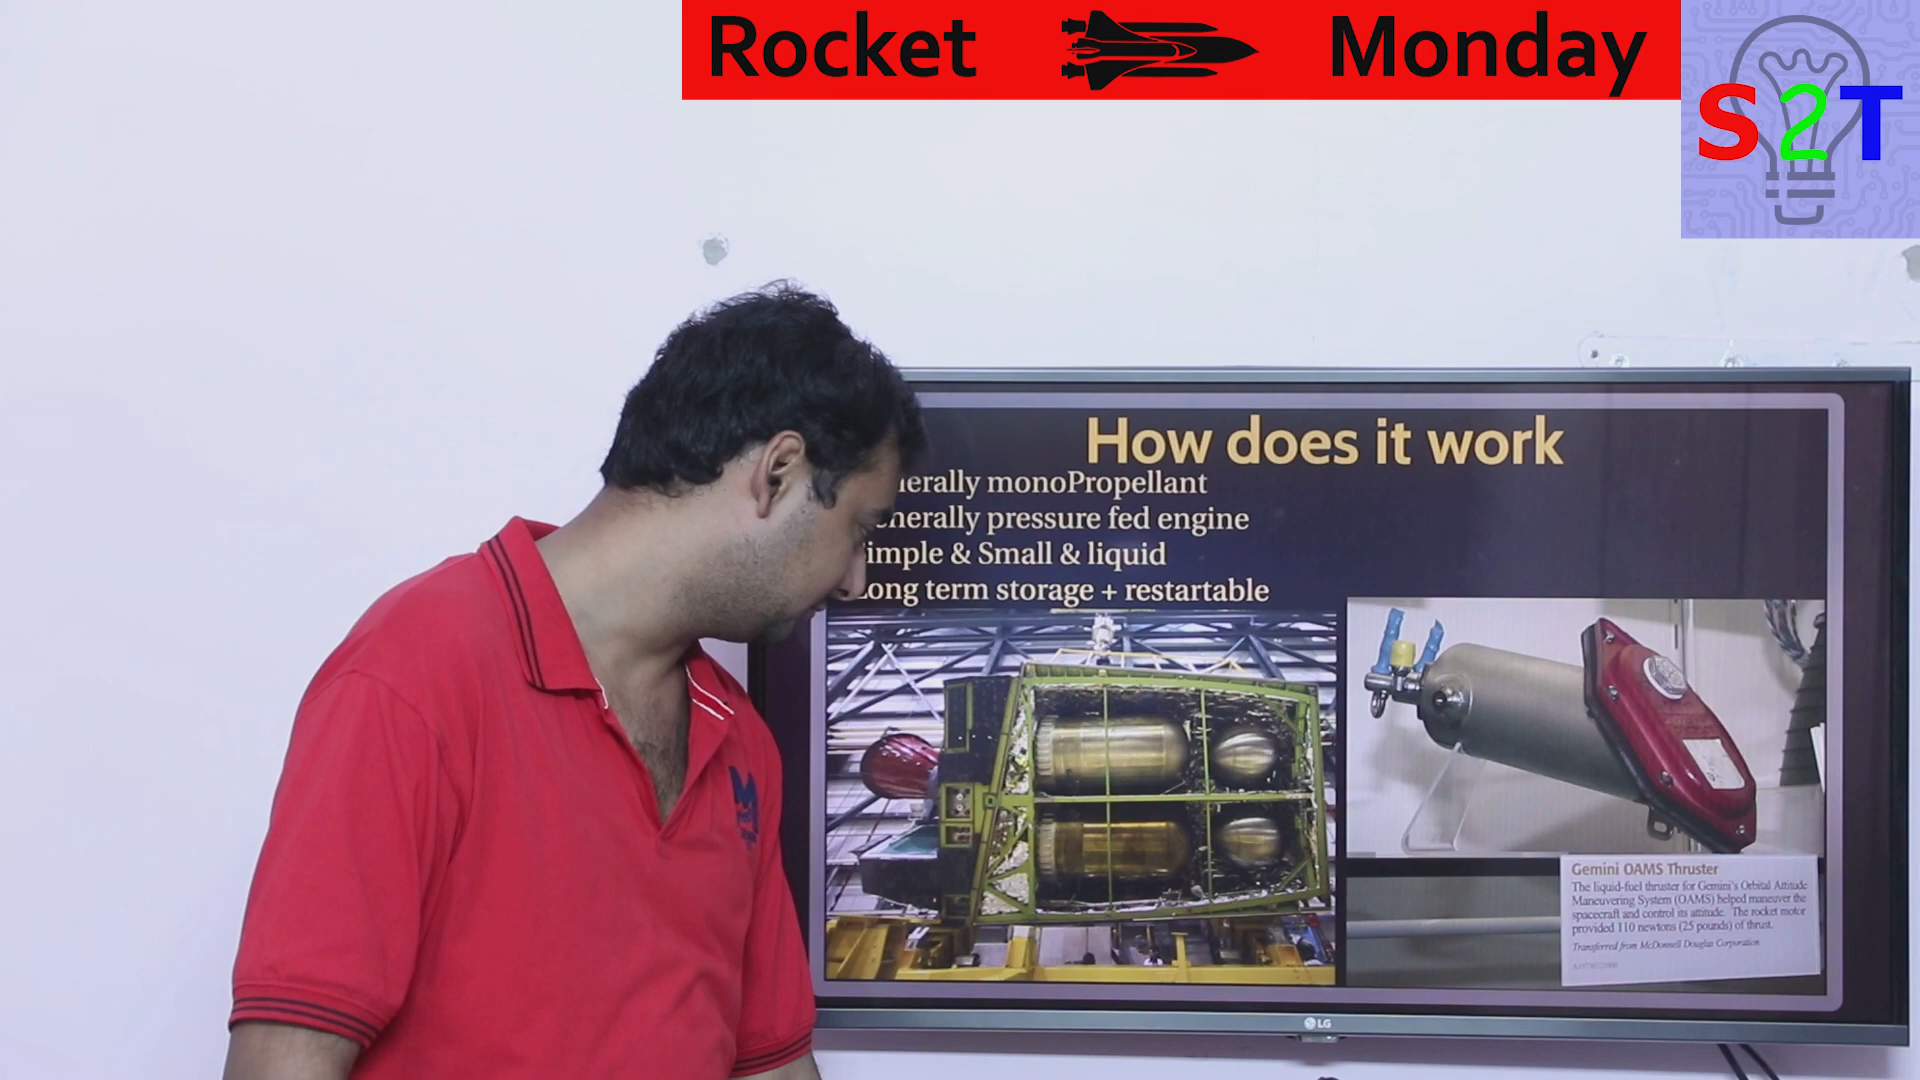 Rocket Monday
S2T
How does it work
nerally monoPropellant
enerally pressure fed engine
imple & Small & liquid
Long term storage + restartable
Gemini OAMS Thruster
The liquid-fuel thruster for Gemini's Orbital Attitude
Maneuvering System (OAMS) helped maneuver the
spacecraft and control its attitude. The rocket motor
provided 110 newtons (25 pounds) of thrust.
Transferred from McDonnell Douglas Corporation
LG